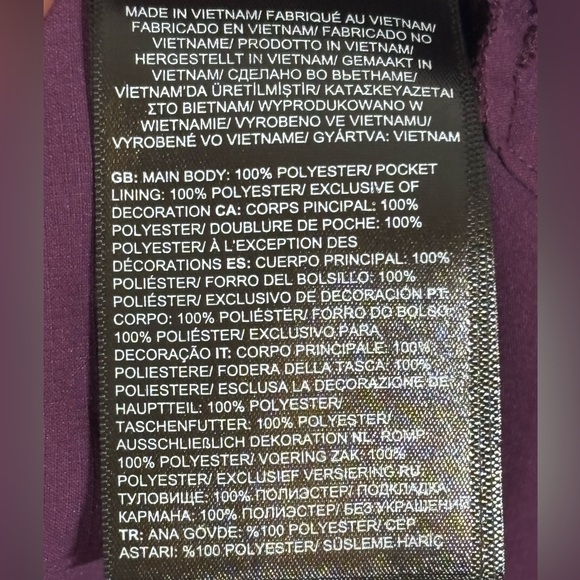 MADE IN VIETNAM/ FABRIQUÉ AU VIETNAM/
FABRICADO EN VIETNAM/ FABRICADO NO
VIETNAME/ PRODOTTO IN VIETNAM/
HERGESTELLT IN VIETNAM/ GEMAAKT IN
VIETNAM/ СДЕЛАНО ВО ВЬЕТНАМЕ/
VİETNAM'DA ÜRETİLMİŞTİR/ ΚΑΤΑΣΚΕΥΑΖΕΤΑΙ
ΣΤΟ ΒΙΕΤΝΑΜ/ WYPRODUKOWANO W
WIETNAMIE/ VYROBENO VE VIETNAMU/
VYROBENÉ VO VIETNAME/ GYÁRTVA: VIETNAM
GB: MAIN BODY: 100% POLYESTER/ POCKET
LINING: 100% POLYESTER/ EXCLUSIVE OF
DECORATION CA: CORPS PINCIPAL: 100%
POLYESTER/ DOUBLURE DE POCHE: 100%
POLYESTER/ À L'EXCEPTION DES
DÉCORATIONS ES: CUERPO PRINCIPAL: 100%
POLIÉSTER/ FORRO DEL BOLSILLO: 100%
POLIÉSTER/ EXCLUSIVO DE DECORACIÓN PT:
CORPO: 100% POLIÉSTER/ FORRO DO BOLSO:
100% POLIÉSTER/ EXCLUSIVO PARA
DECORAÇÃO IT: CORPO PRINCIPALE: 100%
POLIESTERE/ FODERA DELLA TASCA: 100%
POLIESTERE/ ESCLUSA LA DECORAZIONE DE:
HAUPTTEIL: 100% POLYESTER/
TASCHENFUTTER: 100% POLYESTER/
AUSSCHLIEßLICH DEKORATION NL: ROMP:
100% POLYESTER/ VOERING ZAK: 100%
POLYESTER/ EXCLUSIEF VERSIERING RU:
ТУЛОВИЩЕ: 100% ПОЛИЭСТЕР/ ПОДКЛАДКА
КАРМАНА: 100% ПОЛИЭСТЕР/ БЕЗ УКРАШЕНИЙ
TR: ANA GÖVDE: %100 POLYESTER/ CEP
ASTARI: %100 POLYESTER/ SÜSLEME HARİÇ